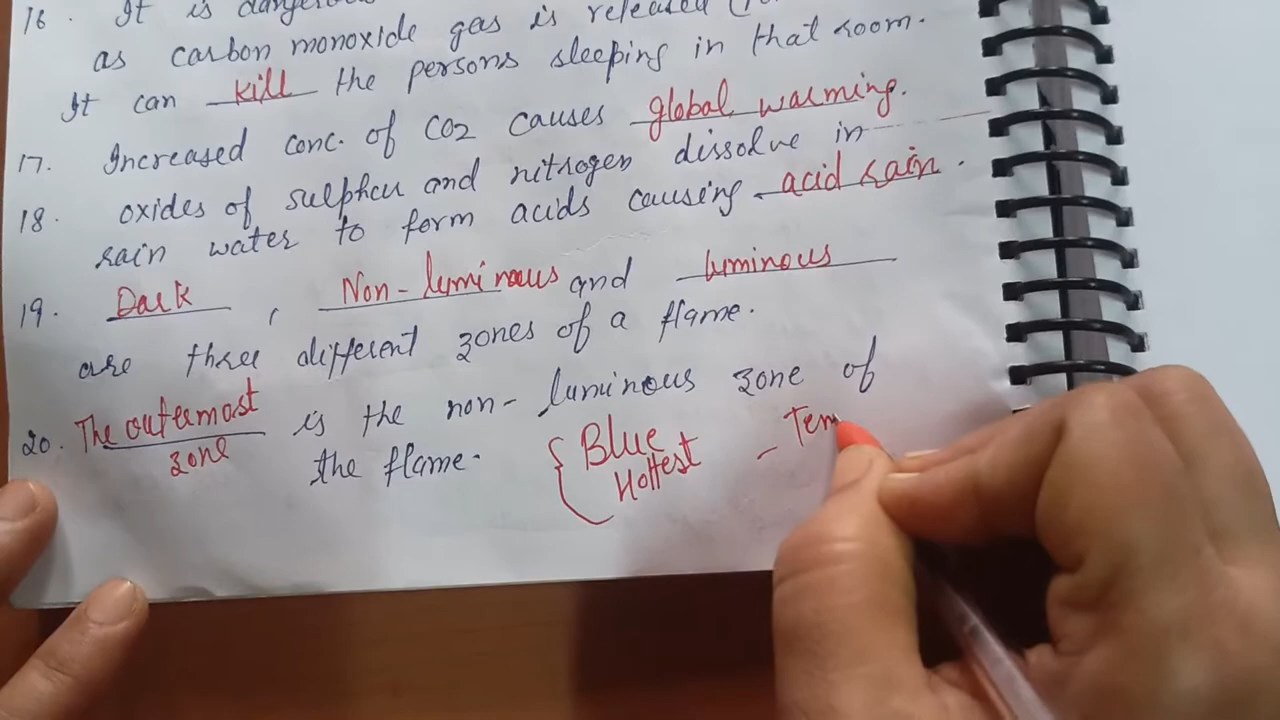 16. It is dangerous
as carbon monoxide gas is released
It can kill the persons sleeping in that room.
17. Increased conc. of CO2 causes global warming.
18. oxides of sulphur and nitrogen dissolve in
rain water to form acids causing acid rain.
19. Dark, Non-luminous and luminous
are three different zones of a flame.
20. The outermost zone is the non-luminous zone of
the flame. { Blue - Tem
Hottest